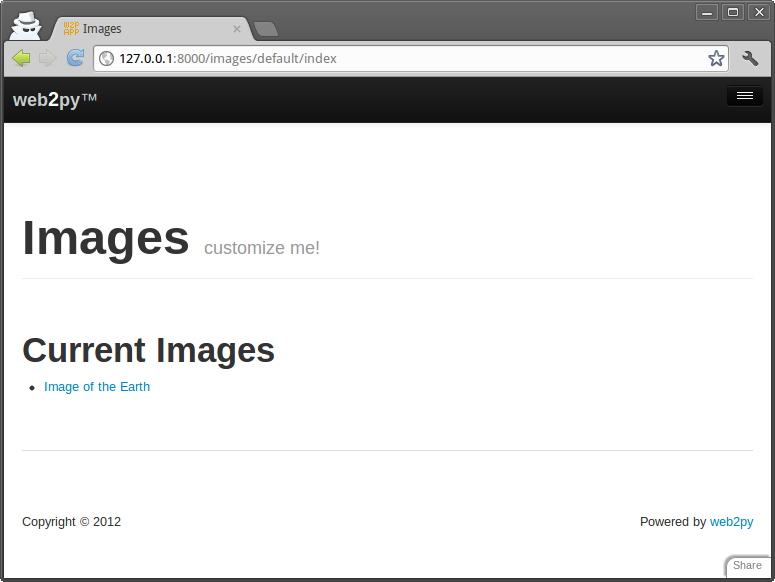 W2P
APP
Images
127.0.0.1:8000/images/default/index
web2py™
Images customize me!
Current Images
Image of the Earth
Copyright © 2012
Powered by web2py
Share